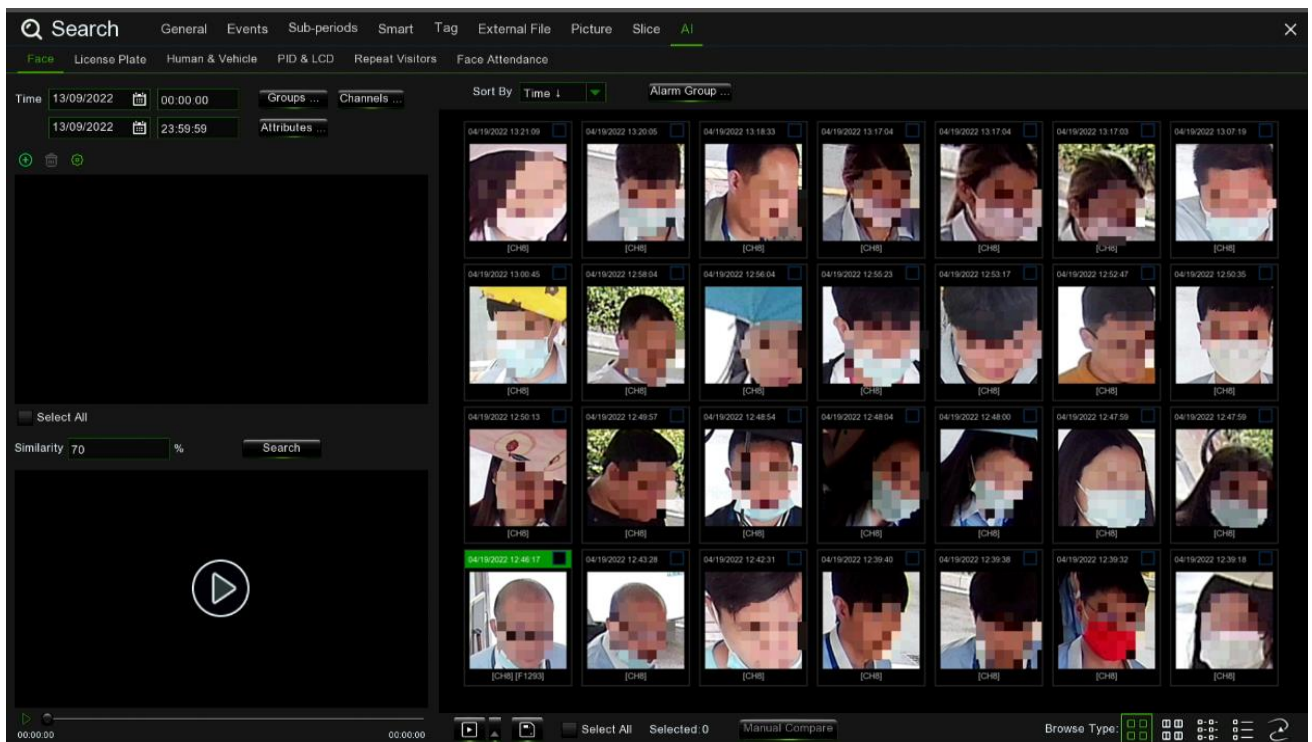 Search General Events Sub-periods Smart Tag External File Picture Slice AI
Face License Plate Human & Vehicle PID & LCD Repeat Visitors Face Attendance
Time 13/09/2022 00:00:00 Groups ... Channels ... Sort By Time ↓ Alarm Group ...
13/09/2022 23:59:59 Attributes ...
04/19/2022 13:21:09 04/19/2022 13:20:05 04/19/2022 13:18:33 04/19/2022 13:17:04 04/19/2022 13:17:04 04/19/2022 13:17:03 04/19/2022 13:07:19
[CH8] [CH8] [CH8] [CH8] [CH8] [CH8] [CH8]
04/19/2022 13:00:45 04/19/2022 12:58:04 04/19/2022 12:56:04 04/19/2022 12:55:23 04/19/2022 12:53:17 04/19/2022 12:52:47 04/19/2022 12:50:35
[CH8] [CH8] [CH8] [CH8] [CH8] [CH8] [CH8]
Select All
04/19/2022 12:50:13 04/19/2022 12:49:57 04/19/2022 12:48:54 04/19/2022 12:48:04 04/19/2022 12:48:00 04/19/2022 12:47:59 04/19/2022 12:47:59
Similarity 70 % Search
[CH8] [CH8] [CH8] [CH8] [CH8] [CH8] [CH8]
04/19/2022 12:46:17 04/19/2022 12:43:28 04/19/2022 12:42:31 04/19/2022 12:39:40 04/19/2022 12:39:38 04/19/2022 12:39:32 04/19/2022 12:39:18
[CH8] [F1293] [CH8] [CH8] [CH8] [CH8] [CH8] [CH8]
Select All Selected: 0 Manual Compare Browse Type:
00:00:00 00:00:00